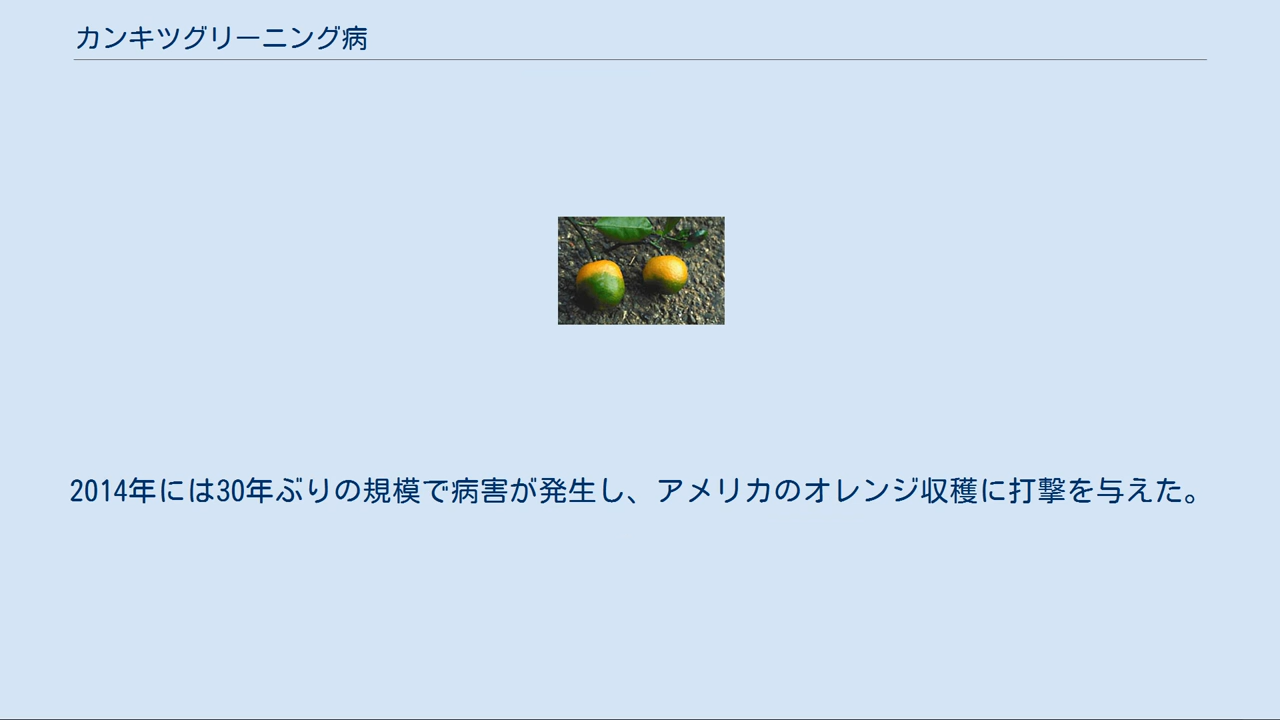 カンキツグリーニング病
2014年には30年ぶりの規模で病害が発生し、アメリカのオレンジ収穫に打撃を与えた。